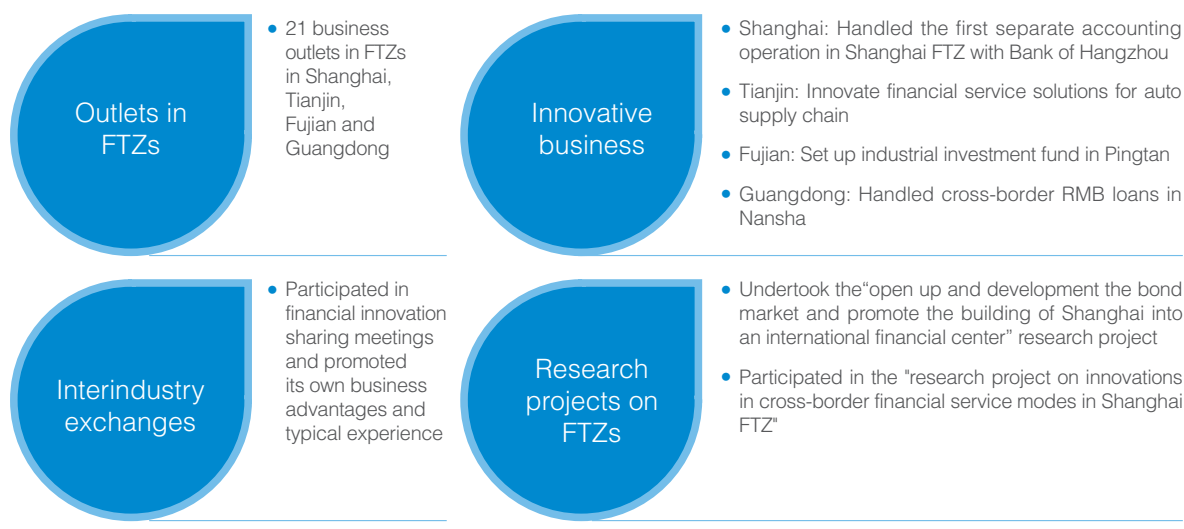 Outlets in
FTZs
21 business
outlets in FTZs
in Shanghai,
Tianjin,
Fujian and
Guangdong
Innovative
business
Shanghai: Handled the first separate accounting
operation in Shanghai FTZ with Bank of Hangzhou
Tianjin: Innovate financial service solutions for auto
supply chain
Fujian: Set up industrial investment fund in Pingtan
Guangdong: Handled cross-border RMB loans in
Nansha
Interindustry
exchanges
Participated in
financial innovation
sharing meetings
and promoted
its own business
advantages and
typical experience
Research
projects on
FTZs
Undertook the“open up and development the bond
market and promote the building of Shanghai into
an international financial center” research project
Participated in the "research project on innovations
in cross-border financial service modes in Shanghai
FTZ"